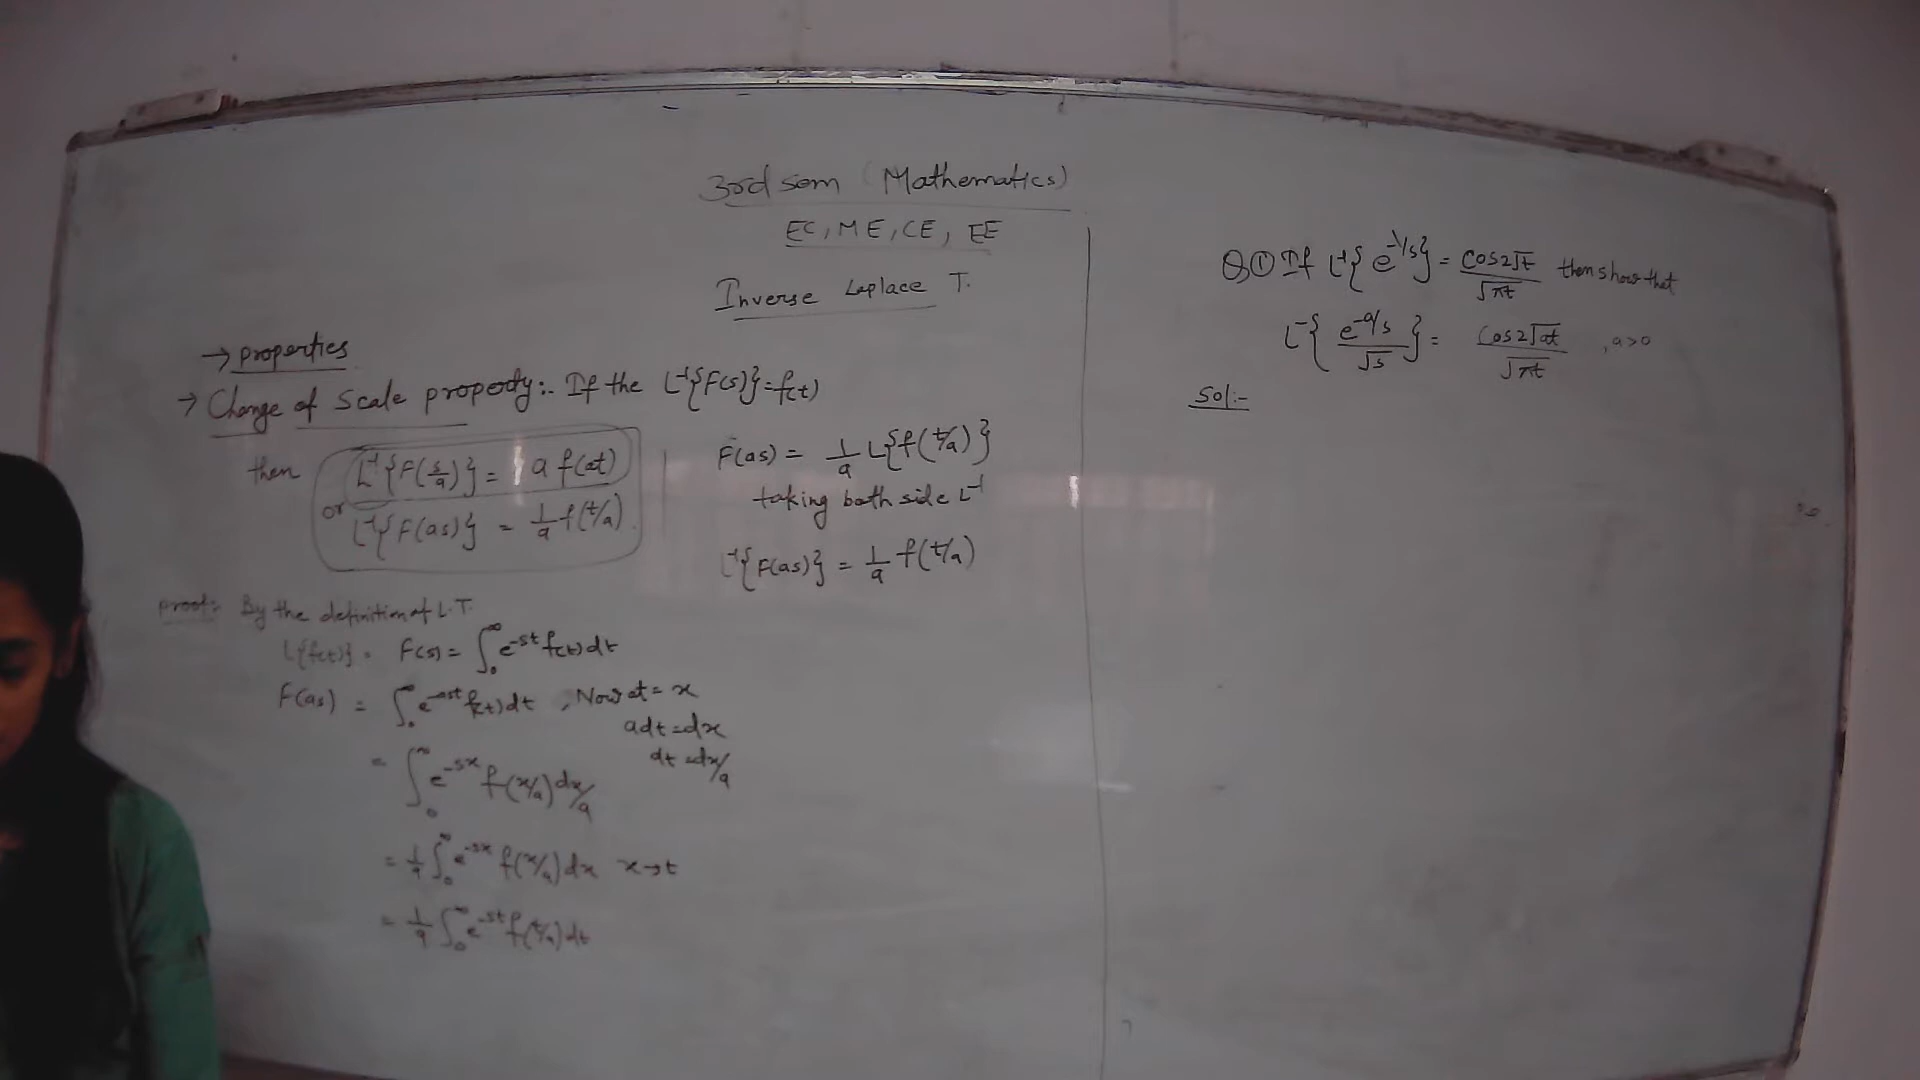 3rd sem (Mathematics)
EC, ME, CE, EE
Inverse Laplace T.
→ properties
→ Change of Scale property:. If the L⁻¹{F(s)}=f(t)
then L⁻¹{F(s/a)} = a f(at)
or L⁻¹{F(as)} = 1/a f(t/a)
proof:- By the definition of L.T.
L{f(t)} = F(s) = ∫₀^∞ e^-st f(t) dt
F(as) = ∫₀^∞ e^-ast f(t) dt , Now at = x
adt = dx
dt = dx/a
= ∫₀^∞ e^-sx f(x/a) dx/a
= 1/a ∫₀^∞ e^-sx f(x/a) dx x→t
= 1/a ∫₀^∞ e^-st f(t/a) dt
F(as) = 1/a L{f(t/a)}
taking both side L⁻¹
L⁻¹{F(as)} = 1/a f(t/a)
Q① If L⁻¹{e^-1/s} = cos2√t/√πt then show that
L⁻{e^-a/s/√s} = cos2√at/√πt , a>0
Sol:-